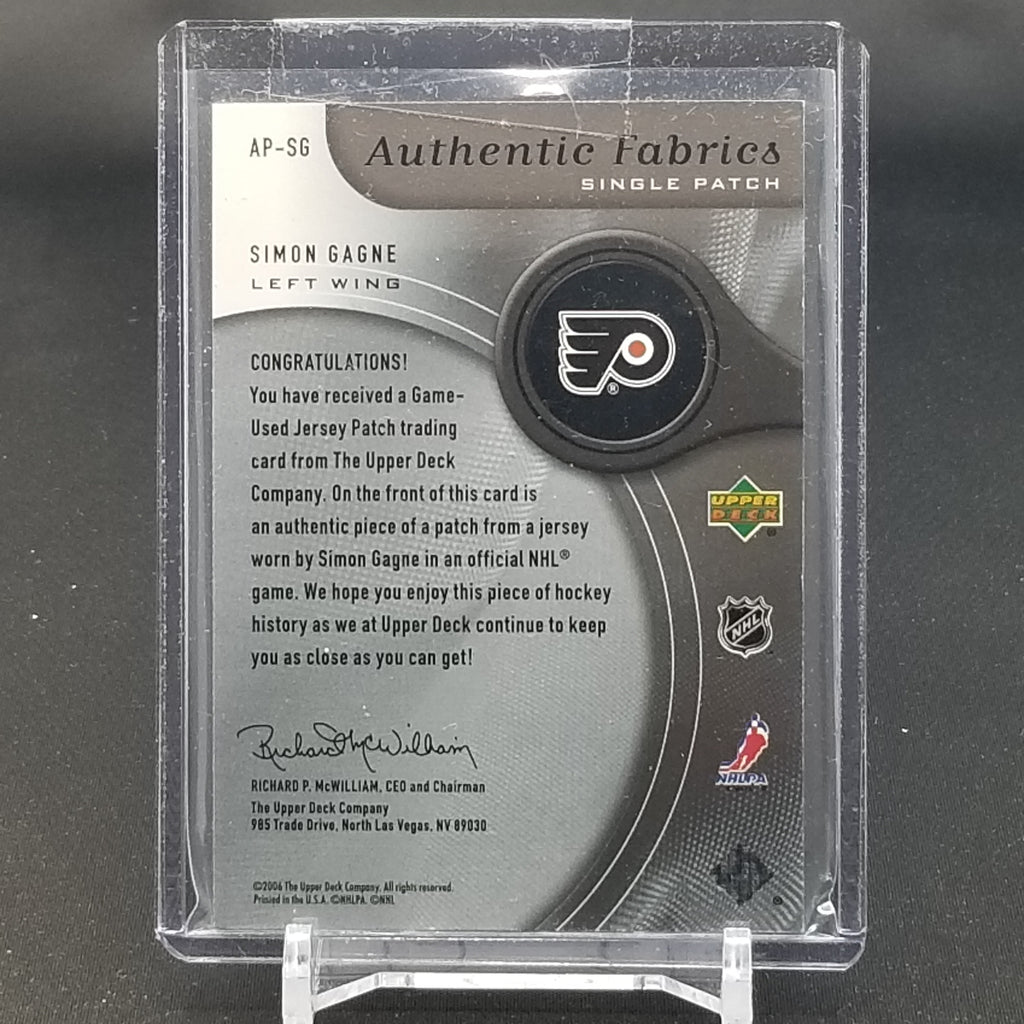 AP-SG
Authentic Fabrics
SINGLE PATCH
SIMON GAGNE
LEFT WING
CONGRATULATIONS!
You have received a Game-
Used Jersey Patch trading
card from The Upper Deck
Company. On the front of this card is
an authentic piece of a patch from a jersey
worn by Simon Gagne in an official NHL®
game. We hope you enjoy this piece of hockey
history as we at Upper Deck continue to keep
you as close as you can get!
®
UPPER
DECK
NHL
NHLPA
Richard McWilliam
RICHARD P. McWILLIAM, CEO and Chairman
The Upper Deck Company
985 Trade Drive, North Las Vegas, NV 89030
©2006 The Upper Deck Company. All rights reserved.
Printed in the U.S.A. ©NHLPA. ©NHL